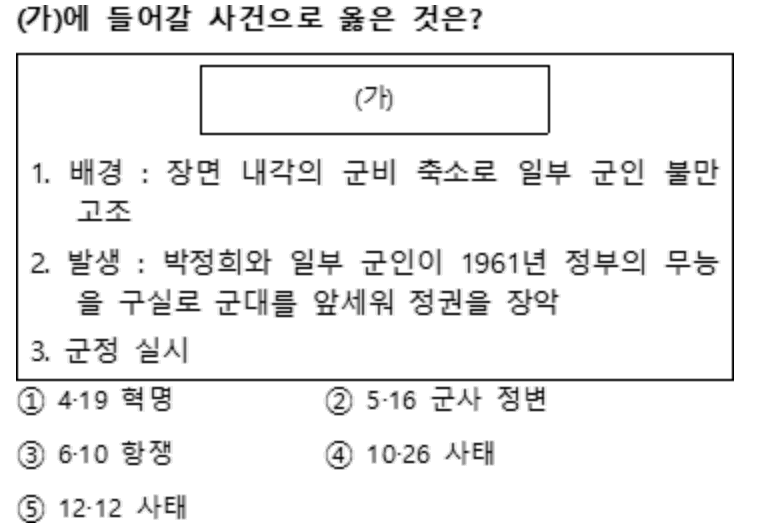 (가)에 들어갈 사건으로 옳은 것은?
(가)
1. 배경 : 장면 내각의 군비 축소로 일부 군인 불만
고조
2. 발생 : 박정희와 일부 군인이 1961년 정부의 무능
을 구실로 군대를 앞세워 정권을 장악
3. 군정 실시
① 4·19 혁명 ② 5·16 군사 정변
③ 6·10 항쟁 ④ 10·26 사태
⑤ 12·12 사태